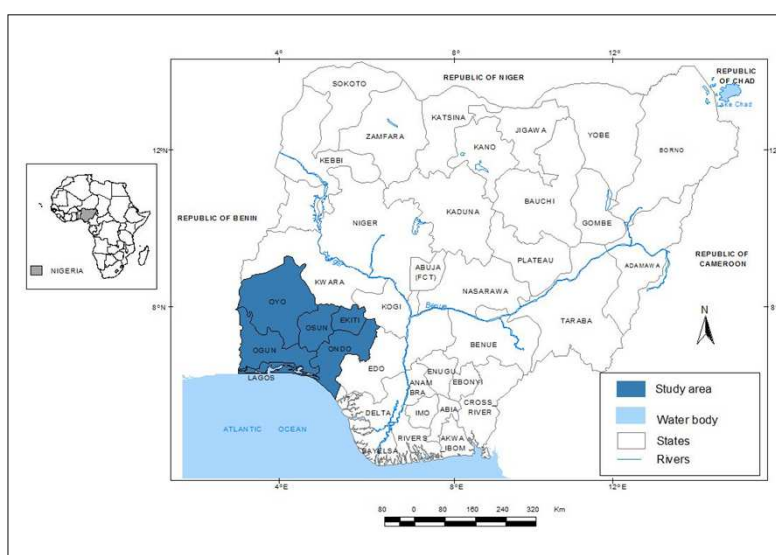 4°
8°
12°
REPUBLIC OF NIGER
REPUBLIC
OF CHAD
SOKOTO
Lake Chad
KATSINA
ZAMFARA
KANO
JIGAWA
YOBE
BORNO
12°N
KEBBI
REPUBLIC OF BENIN
NIGER
KADUNA
BAUCHI
GOMBE
NIGERIA
REPUBLIC OF
CAMEROON
ABUJA
(FCT)
PLATEAU
ADAMAWA
KWARA
NASARAWA
OYO
KOGI
Benue
8°N
TARABA
N
OSUN
EKITI
OGUN
ONDO
BENUE
LAGOS
EDO
ENUGU
EBONYI
ANAM
BRA
CROSS
RIVER
DELTA
IMO
ABIA
ATLANTIC OCEAN
RIVERS
AKWA
IBOM
BAYELSA
Study area
Water body
States
Rivers
4°E
8°E
12°E
80 0 80 160 240 320 Km